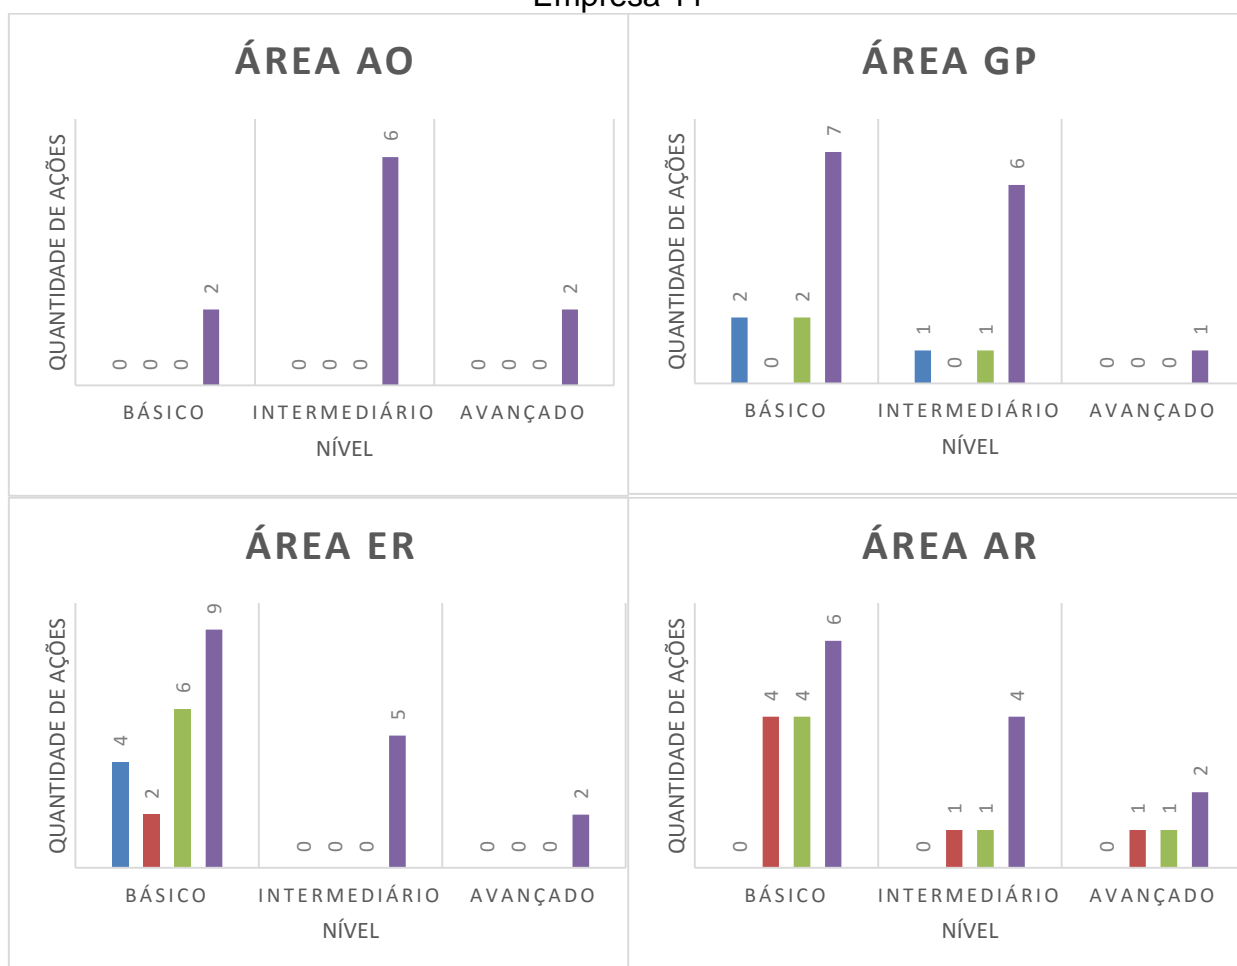 ÁREA AO
QUANTIDADE DE AÇÕES
0 0 0 2 0 0 0 6 0 0 0 2
BÁSICO INTERMEDIÁRIO AVANÇADO
NÍVEL
ÁREA GP
QUANTIDADE DE AÇÕES
2 0 2 7 1 0 1 6 0 0 0 1
BÁSICO INTERMEDIÁRIO AVANÇADO
NÍVEL
ÁREA ER
QUANTIDADE DE AÇÕES
4 2 6 9 0 0 0 5 0 0 0 2
BÁSICO INTERMEDIÁRIO AVANÇADO
NÍVEL
ÁREA AR
QUANTIDADE DE AÇÕES
0 4 4 6 0 1 1 4 0 1 1 2
BÁSICO INTERMEDIÁRIO AVANÇADO
NÍVEL